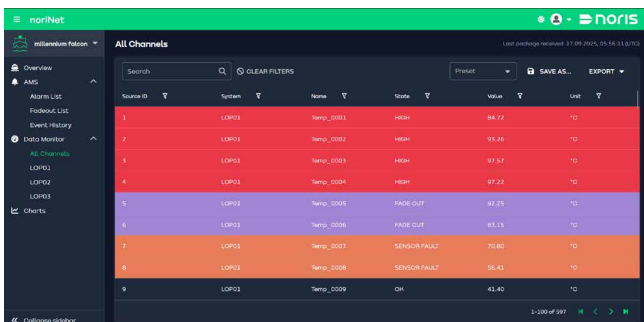 noriNet
noris
millennium falcon
All Channels
Last package received: 17.09.2025, 05:56:31 (UTC)
Overview
AMS
Alarm List
Fadeout List
Event History
Data Monitor
All Channels
LOP01
LOP02
LOP03
Charts
Collapse sidebar
Search
CLEAR FILTERS
Preset
SAVE AS...
EXPORT
Source ID System Name State Value Unit
1 LOP01 Temp_0001 HIGH 84.72 °C
2 LOP01 Temp_0002 HIGH 93.26 °C
3 LOP01 Temp_0003 HIGH 97.57 °C
4 LOP01 Temp_0004 HIGH 97.22 °C
5 LOP01 Temp_0005 FADE OUT 92.25 °C
6 LOP01 Temp_0006 FADE OUT 83.15 °C
7 LOP01 Temp_0007 SENSOR FAULT 70.80 °C
8 LOP01 Temp_0008 SENSOR FAULT 56.41 °C
9 LOP01 Temp_0009 OK 41.40 °C
1-100 of 597